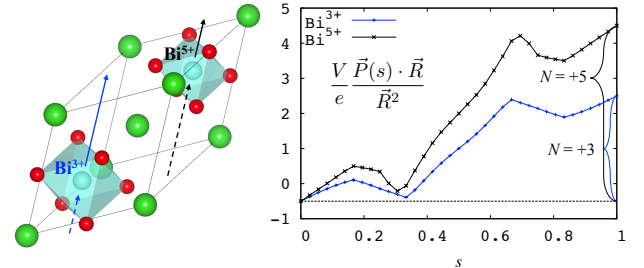 Bi³⁺
Bi⁵⁺
Bi³⁺
Bi⁵⁺
V/e P⃗(s) · R⃗ / R⃗²
N = +5
N = +3
5
4
3
2
1
0
−1
0 0.2 0.4 0.6 0.8 1
s